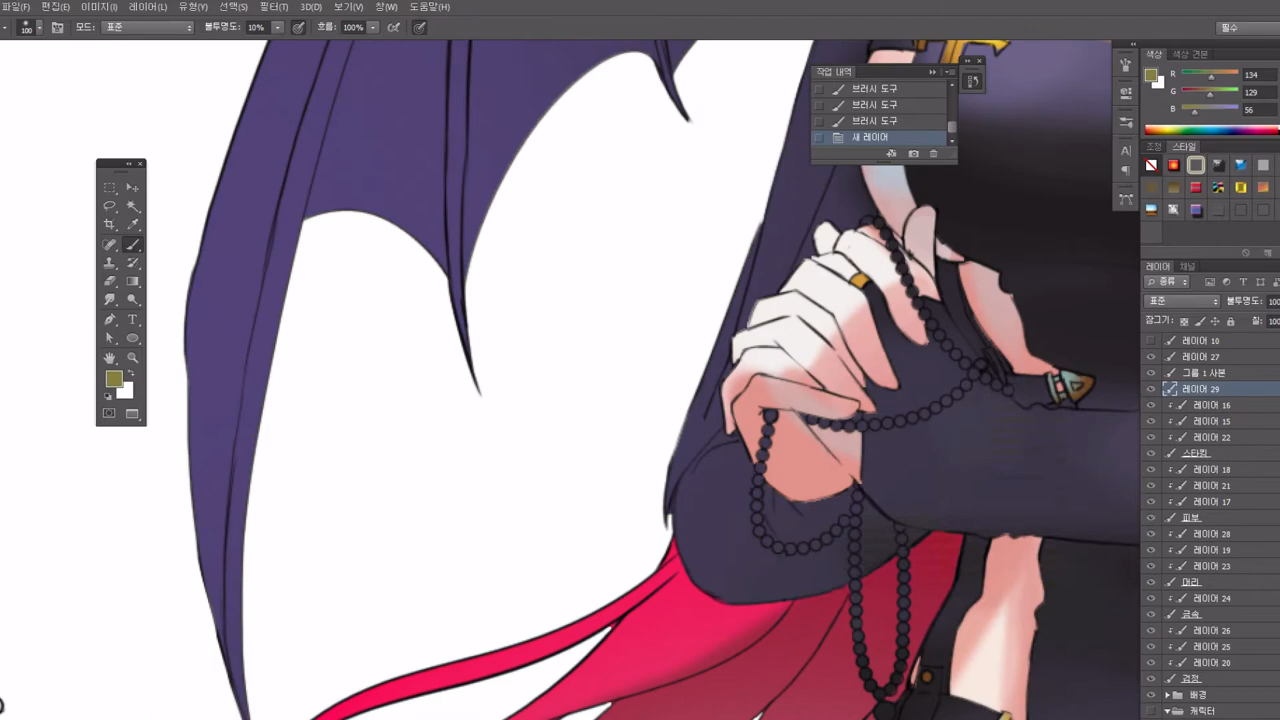 파일(F) 편집(E) 이미지(I) 레이어(L) 유형(Y) 선택(S) 필터(T) 3D(D) 보기(V) 창(W) 도움말(H)
100 모드: 표준 불투명도: 10% 흐름: 100% 필수
색상 색상 견본
R 134
G 129
B 56
작업 내역
브러시 도구
브러시 도구
브러시 도구
새 레이어
조정 스타일
레이어 채널
종류
표준 불투명도: 100
잠그기: 칠: 100
레이어 10
레이어 27
그룹 1 사본
레이어 29
레이어 16
레이어 15
레이어 22
스타킹
레이어 18
레이어 21
레이어 17
피부
레이어 28
레이어 19
레이어 23
머리
레이어 24
금속
레이어 26
레이어 25
레이어 20
검정
배경
캐릭터